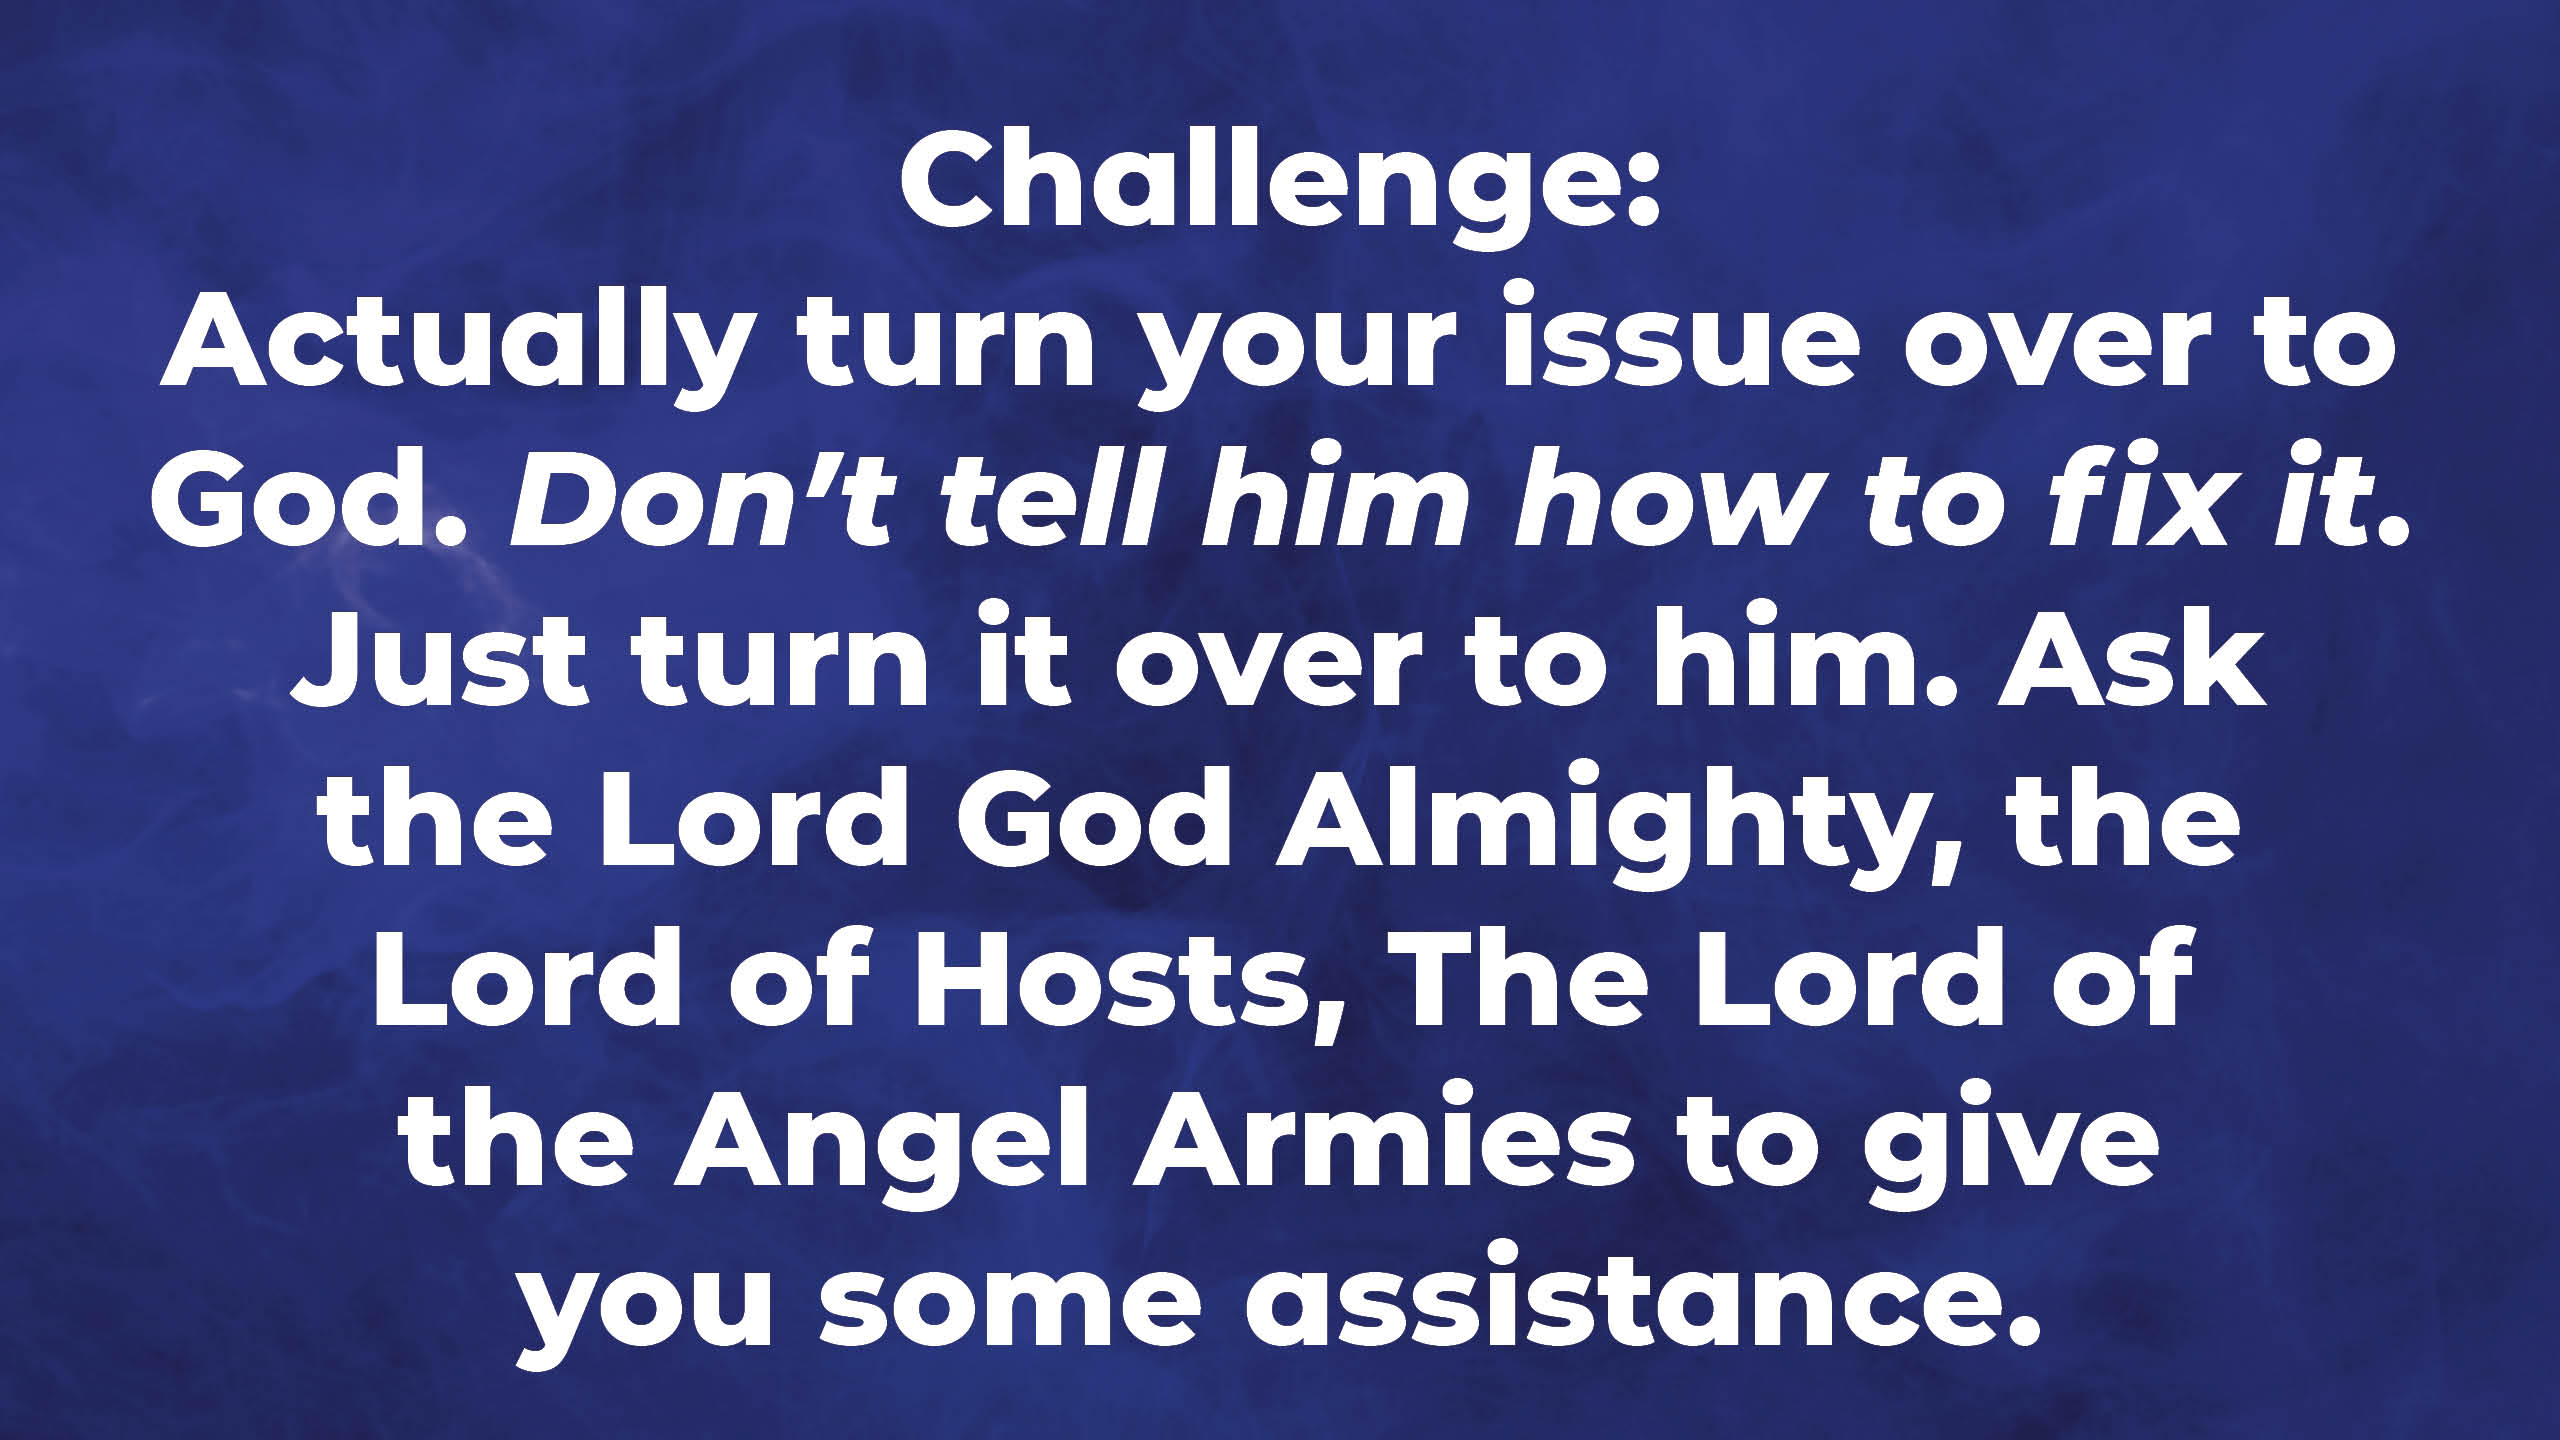 Challenge:
Actually turn your issue over to
God. Don’t tell him how to fix it.
Just turn it over to him. Ask
the Lord God Almighty, the
Lord of Hosts, The Lord of
the Angel Armies to give
you some assistance.